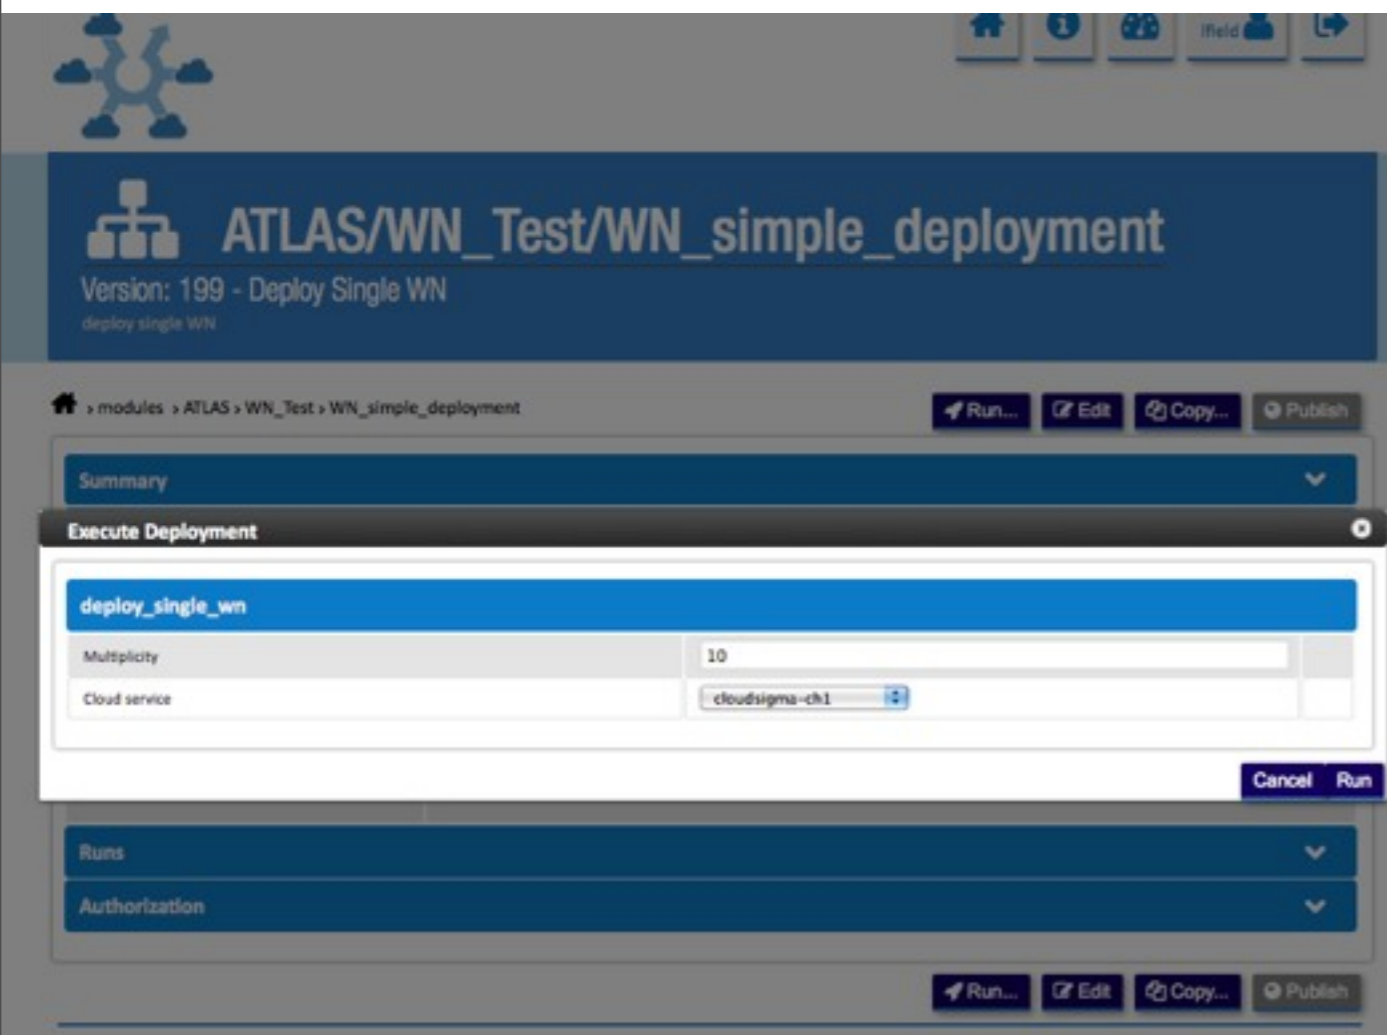 lfield
ATLAS/WN_Test/WN_simple_deployment
Version: 199 - Deploy Single WN
deploy single WN
› modules › ATLAS › WN_Test › WN_simple_deployment
Run... Edit Copy... Publish
Summary
Execute Deployment
deploy_single_wn
Multiplicity 10
Cloud service cloudsigma-ch1
Cancel Run
Runs
Authorization
Run... Edit Copy... Publish